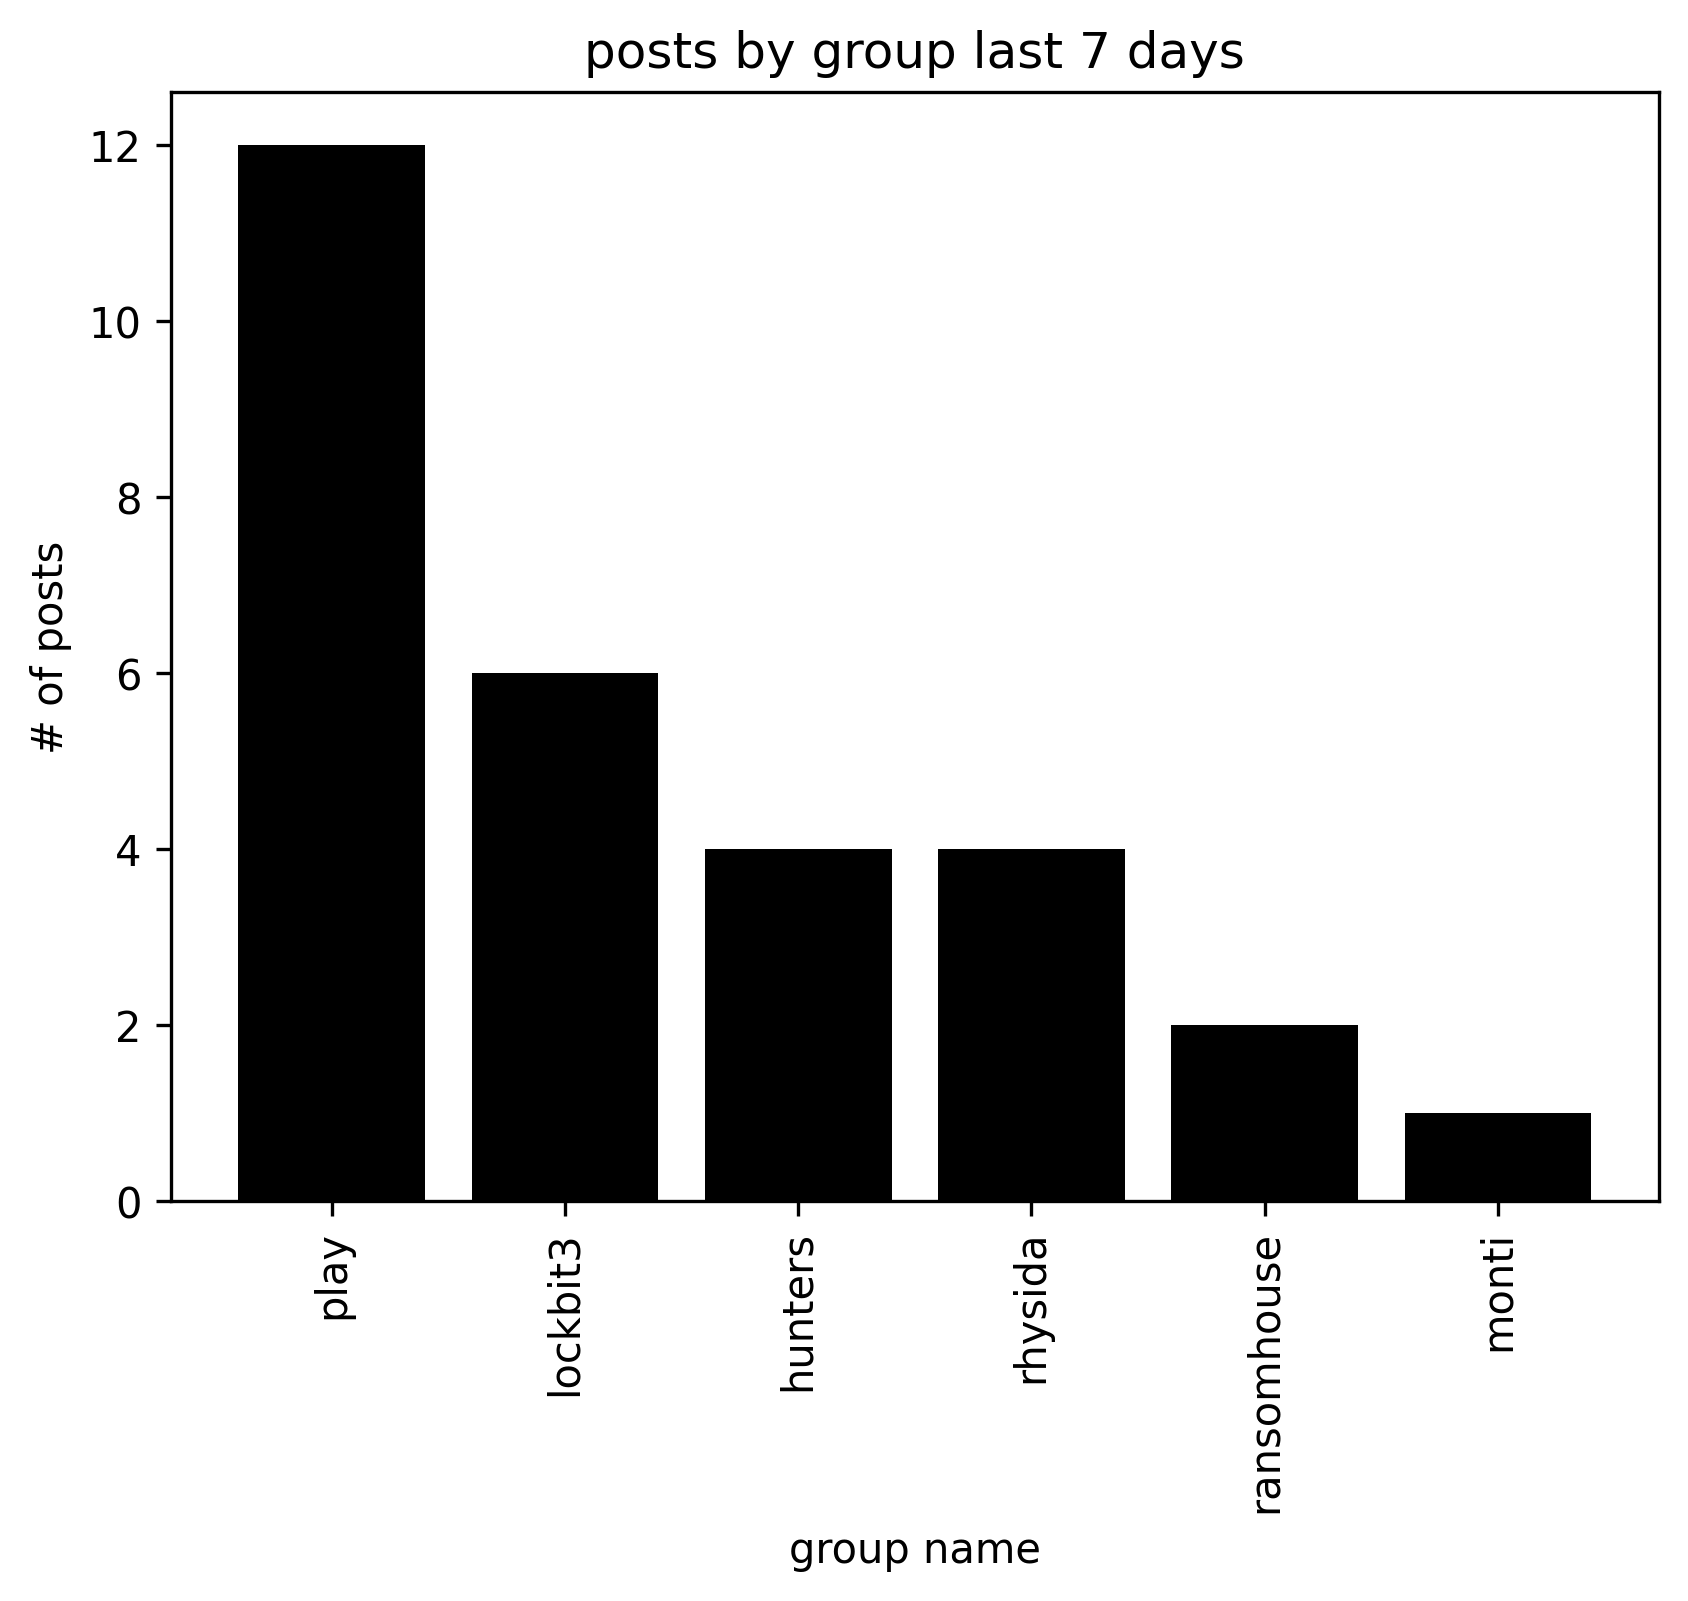 posts by group last 7 days
12
10
8
6
4
2
0
# of posts
play
lockbit3
hunters
rhysida
ransomhouse
monti
group name